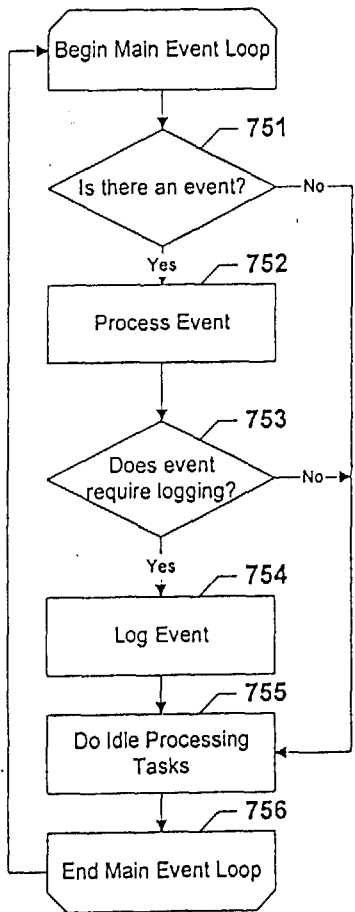 Begin Main Event Loop
751
Is there an event?
No
Yes
752
Process Event
753
Does event
require logging?
No
Yes
754
Log Event
755
Do Idle Processing
Tasks
756
End Main Event Loop